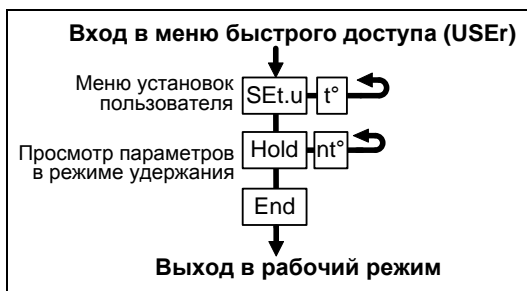 Вход в меню быстрого доступа (USEr)
Меню установок
пользователя
SEt.u t°
Просмотр параметров
в режиме удержания
Hold nt°
End
Выход в рабочий режим